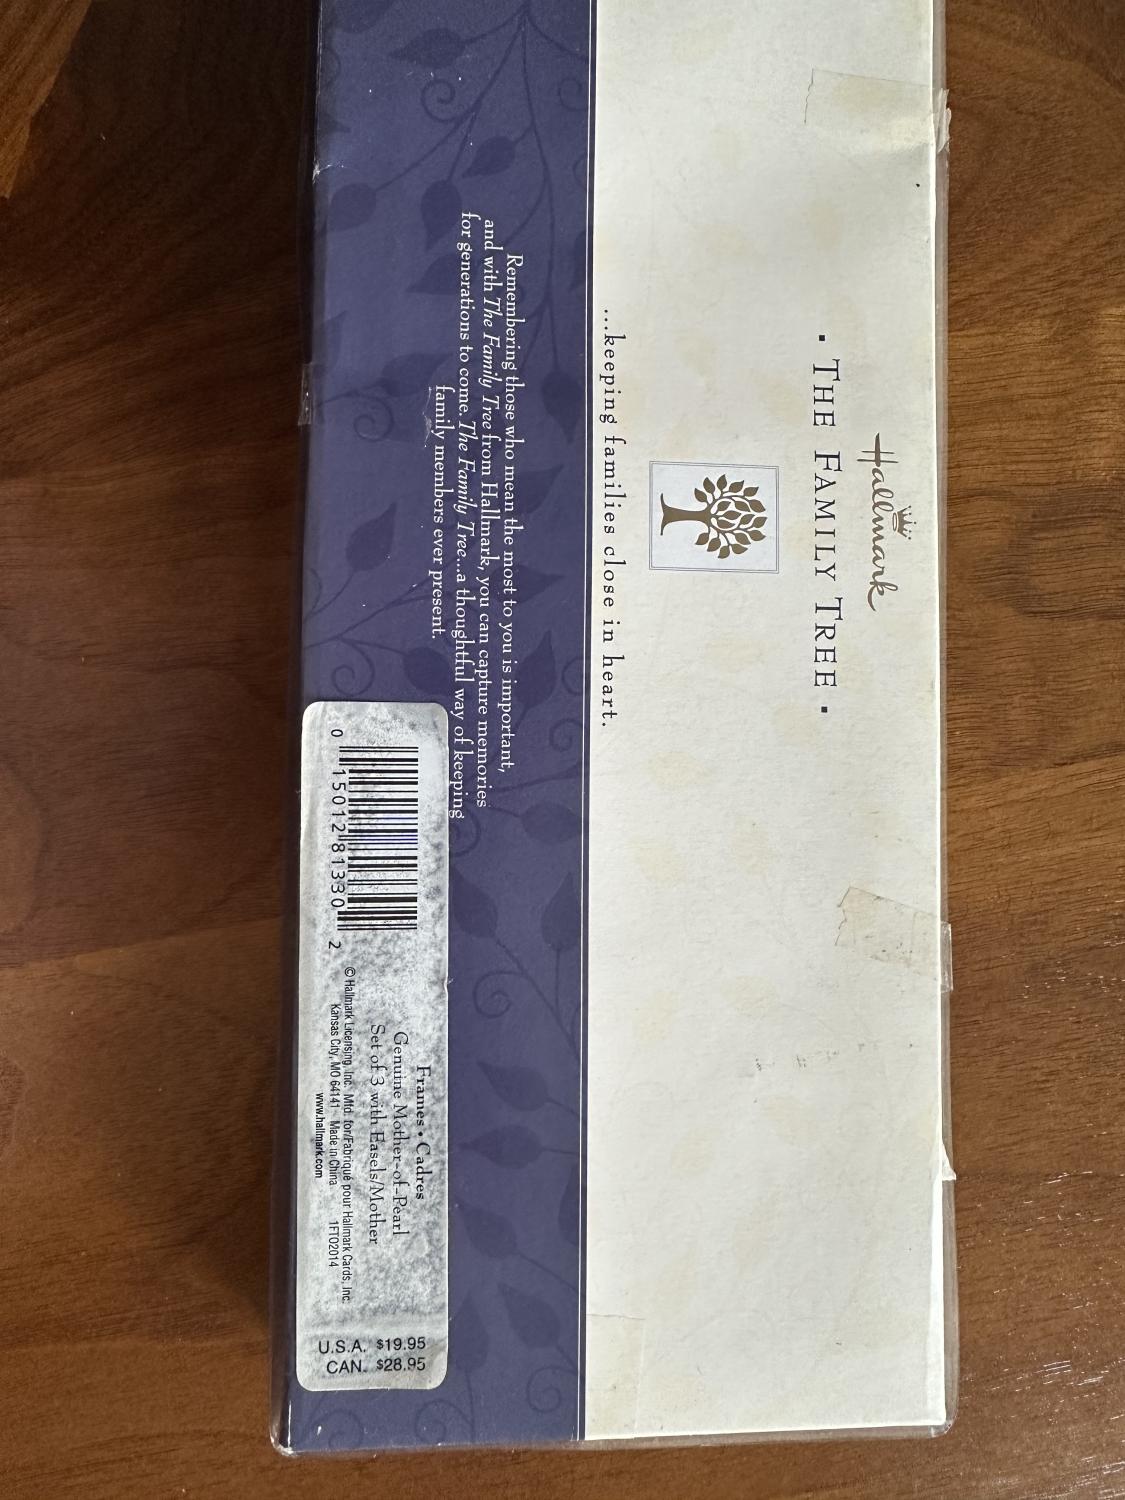 Hallmark
• THE FAMILY TREE •
...keeping families close in heart.
Remembering those who mean the most to you is important,
and with The Family Tree from Hallmark, you can capture memories
for generations to come. The Family Tree...a thoughtful way of keeping
family members ever present.
0 15012 81330 2
Frames • Cadres
Genuine Mother-of-Pearl
Set of 3 with Easels/Mother
© Hallmark Licensing, Inc. Mfd. for/Fabriqué pour Hallmark Cards, Inc.
Kansas City, MO 64141 Made in China 1FT02014
www.hallmark.com
U.S.A. $19.95
CAN. $28.95